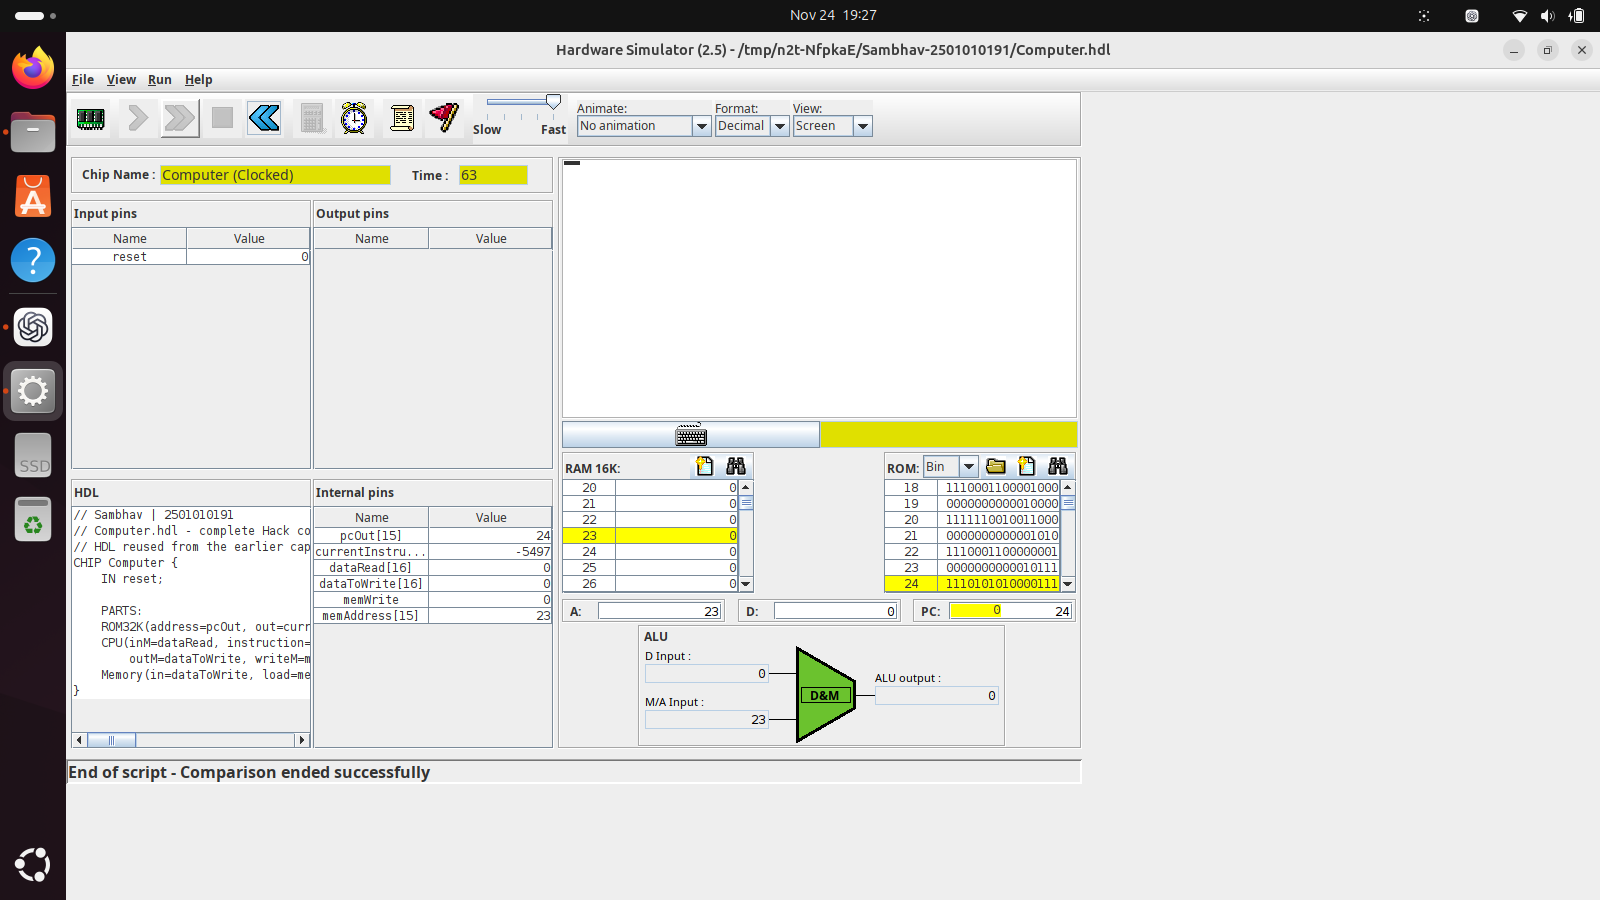 Nov 24 19:27
Hardware Simulator (2.5) - /tmp/n2t-NfpkaE/Sambhav-2501010191/Computer.hdl
File View Run Help
Slow Fast
Animate: Format: View:
No animation Decimal Screen
Chip Name : Computer (Clocked) Time : 63
Input pins
Name Value
reset 0
Output pins
Name Value
HDL
// Sambhav | 2501010191
// Computer.hdl - complete Hack co
// HDL reused from the earlier cap
CHIP Computer {
IN reset;
PARTS:
ROM32K(address=pcOut, out=curr
CPU(inM=dataRead, instruction=
outM=dataToWrite, writeM=m
Memory(in=dataToWrite, load=me
}
Internal pins
Name Value
pcOut[15] 24
currentInstru... -5497
dataRead[16] 0
dataToWrite[16] 0
memWrite 0
memAddress[15] 23
RAM 16K:
20 0
21 0
22 0
23 0
24 0
25 0
26 0
ROM: Bin
18 1110001100001000
19 0000000000010000
20 1111110010011000
21 0000000000001010
22 1110001100000001
23 0000000000010111
24 1110101010000111
A: 23 D: 0 PC: 0 24
ALU
D Input :
0
M/A Input :
23
D&M
ALU output :
0
End of script - Comparison ended successfully
SSD